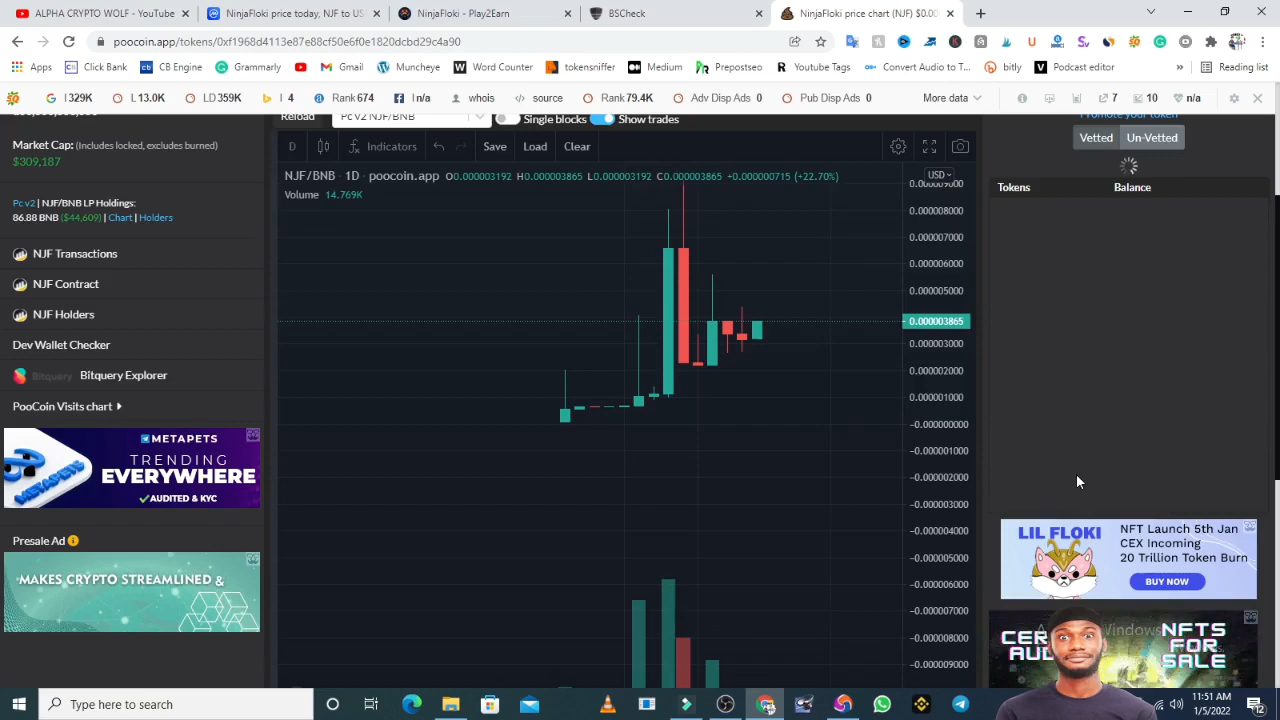 ALPHA CRYPTO WOLF - YouTube
NinjaFloki price today, NJF to US
NinjaFloki - Play2Earn
BSCheck
NinjaFloki price chart (NJF) $0.00
poocoin.app/tokens/0xf1968d4113e87e88cf50e6f0e1820dcbd29c4a90
Apps
Click Bank
CB Engine
Grammarly
Gmail
Muncheye
Word Counter
tokensniffer
Medium
Prepostseo
Youtube Tags
Convert Audio to T...
bitly
Podcast editor
»
Reading list
I 329K
L 13.0K
LD 359K
I 4
Rank 674
I n/a
whois
source
Rank 79.4K
Adv Disp Ads 0
Pub Disp Ads 0
More data
7
10
n/a
Promote your token
Reload
Pc v2 NJF/BNB
Single blocks
Show trades
Market Cap: (Includes locked, excludes burned)
$309,187
Pc v2 | NJF/BNB LP Holdings:
86.88 BNB ($44,609) | Chart | Holders
NJF Transactions
NJF Contract
NJF Holders
Dev Wallet Checker
Bitquery Bitquery Explorer
PooCoin Visits chart
METAPETS
TRENDING
EVERYWHERE
AUDITED & KYC
Presale Ad
MAKES CRYPTO STREAMLINED &
D
Indicators
Save
Load
Clear
NJF/BNB · 1D · poocoin.app O0.000003192 H0.000003865 L0.000003192 C0.000003865 +0.000000715 (+22.70%)
Volume 14.769K
USD
0.000009000
0.000008000
0.000007000
0.000006000
0.000005000
0.000003865
0.000003000
0.000002000
0.000001000
−0.000000000
−0.000001000
−0.000002000
−0.000003000
−0.000004000
−0.000005000
−0.000006000
−0.000007000
−0.000008000
−0.000009000
Vetted
Un-Vetted
Tokens
Balance
LIL FLOKI
NFT Launch 5th Jan
CEX Incoming
20 Trillion Token Burn
BUY NOW
NFTS
FOR
SALE
Type here to search
11:51 AM
1/5/2022
12